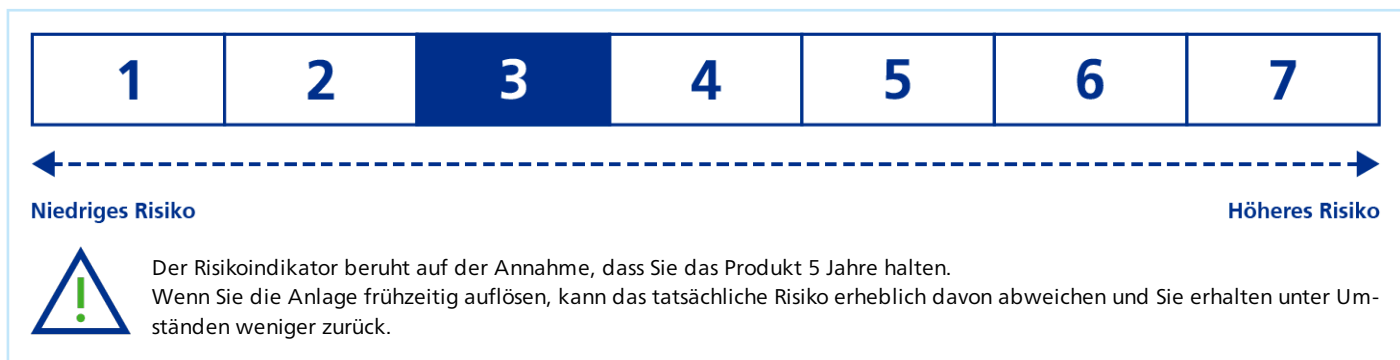 1 2 3 4 5 6 7
Niedriges Risiko Höheres Risiko
Der Risikoindikator beruht auf der Annahme, dass Sie das Produkt 5 Jahre halten.
Wenn Sie die Anlage frühzeitig auflösen, kann das tatsächliche Risiko erheblich davon abweichen und Sie erhalten unter Um-
ständen weniger zurück.